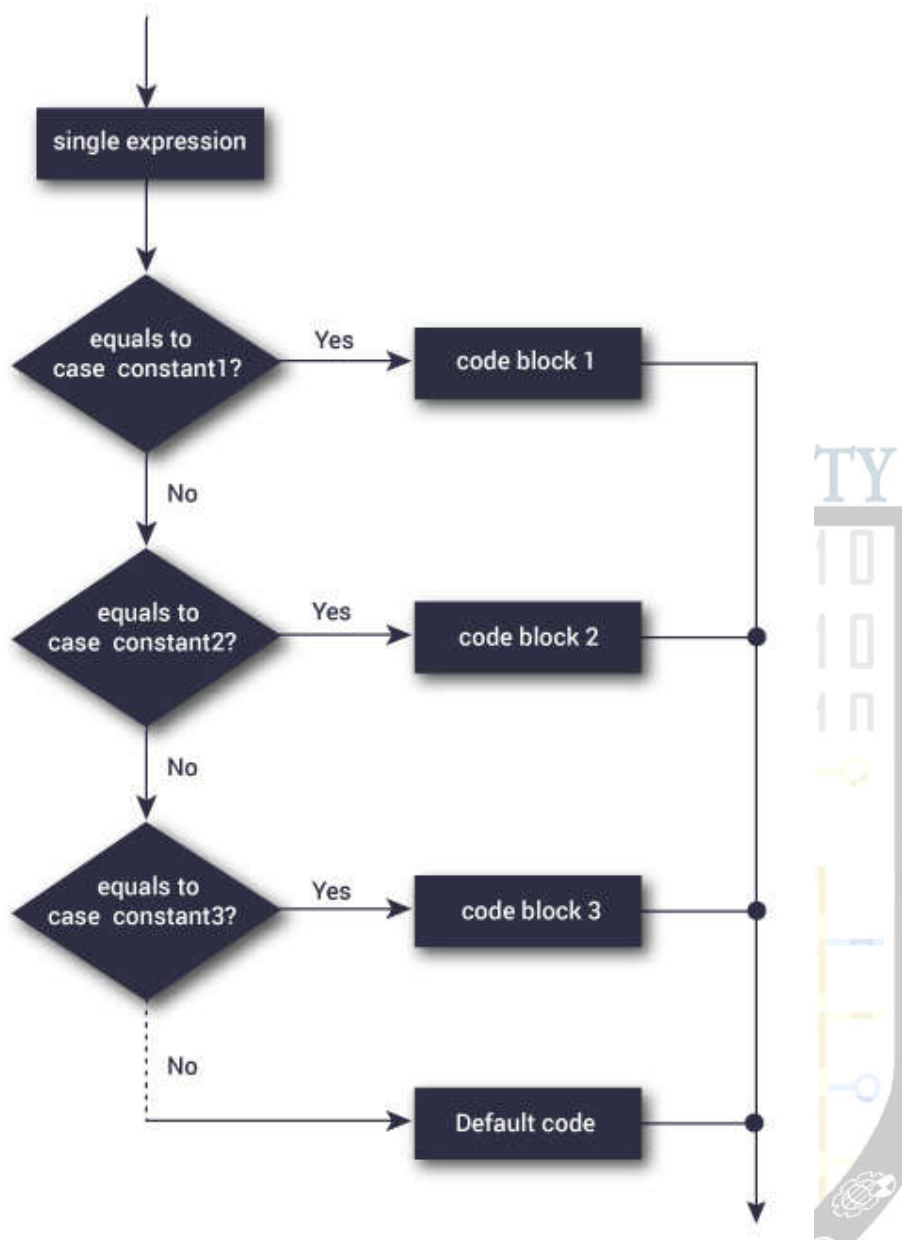 single expression
equals to
case constant1?
Yes
code block 1
No
TY
equals to
case constant2?
Yes
code block 2
No
equals to
case constant3?
Yes
code block 3
No
Default code